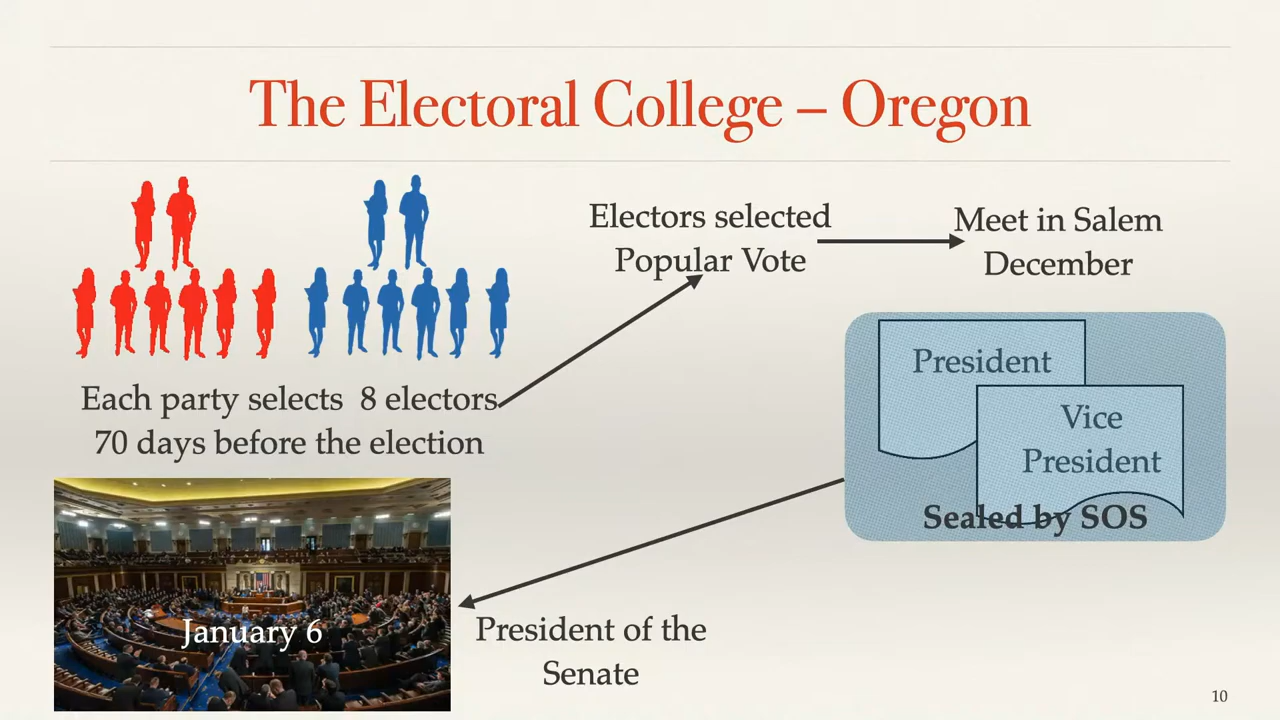 The Electoral College – Oregon
Electors selected
Popular Vote
Meet in Salem
December
Each party selects  8 electors
70 days before the election
President
Vice
President
Sealed by SOS
January 6
President of the
Senate
10